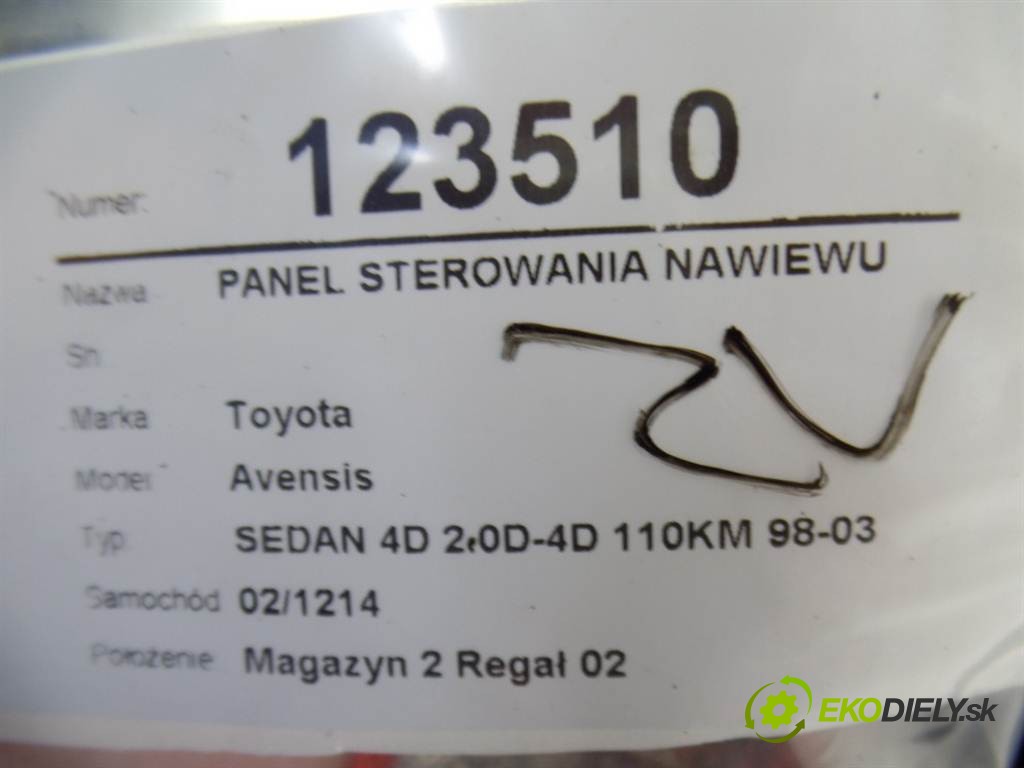 Numer: 123510
Nazwa PANEL STEROWANIA NAWIEWU
Sn
Marka Toyota
Model Avensis
Typ SEDAN 4D 2.0D-4D 110KM 98-03
Samochód 02/1214
Położenie Magazyn 2 Regał 02
EKODIELY.sk